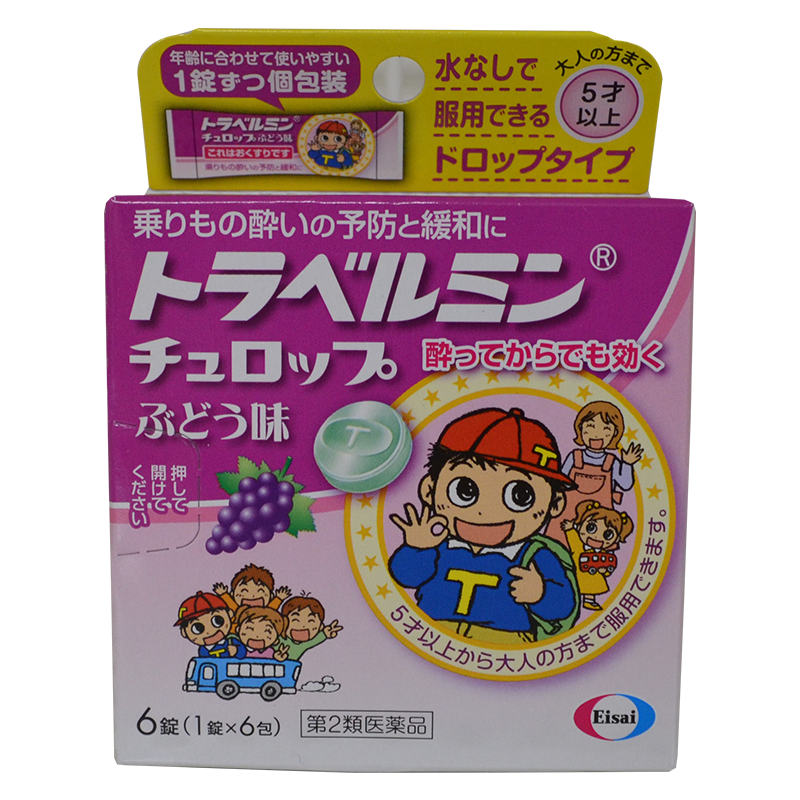 年齢に合わせて使いやすい
1錠ずつ個包装
トラベルミン®
チュロップぶどう味
これはおくすりです
乗りもの酔いの予防と緩和に
T
水なしで
服用できる
ドロップタイプ
大人の方まで
5才
以上
乗りもの酔いの予防と緩和に
トラベルミン®
チュロップ®
酔ってからでも効く
ぶどう味
T
T
T
押して
開けて
ください
5才以上から大人の方まで服用できます。
6錠(1錠×6包)
第2類医薬品
Eisai